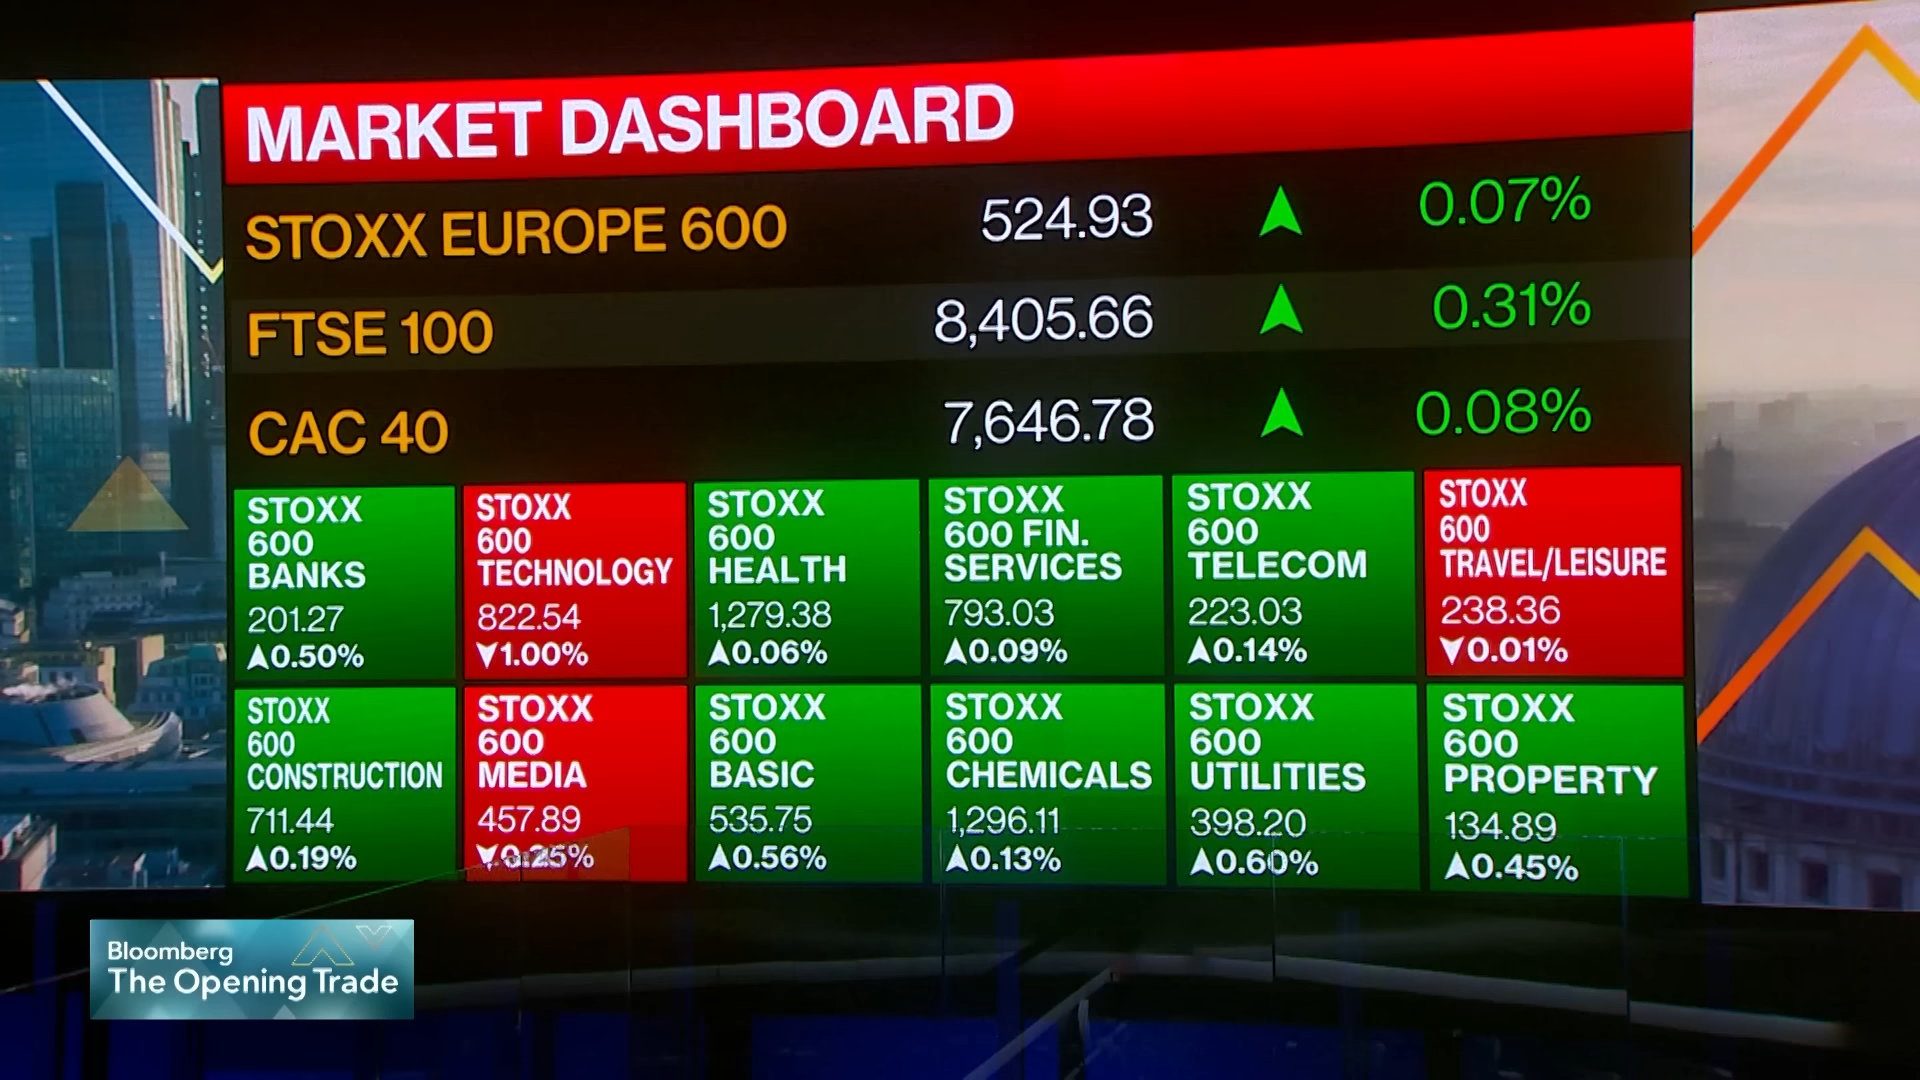 MARKET DASHBOARD
STOXX EUROPE 600 524.93 ▲ 0.07%
FTSE 100 8,405.66 ▲ 0.31%
CAC 40 7,646.78 ▲ 0.08%
STOXX
600
BANKS
201.27
▲0.50%
STOXX
600
TECHNOLOGY
822.54
▼1.00%
STOXX
600
HEALTH
1,279.38
▲0.06%
STOXX
600 FIN.
SERVICES
793.03
▲0.09%
STOXX
600
TELECOM
223.03
▲0.14%
STOXX
600
TRAVEL/LEISURE
238.36
▼0.01%
STOXX
600
CONSTRUCTION
711.44
▲0.19%
STOXX
600
MEDIA
457.89
▼0.25%
STOXX
600
BASIC
535.75
▲0.56%
STOXX
600
CHEMICALS
1,296.11
▲0.13%
STOXX
600
UTILITIES
398.20
▲0.60%
STOXX
600
PROPERTY
134.89
▲0.45%
Bloomberg
The Opening Trade